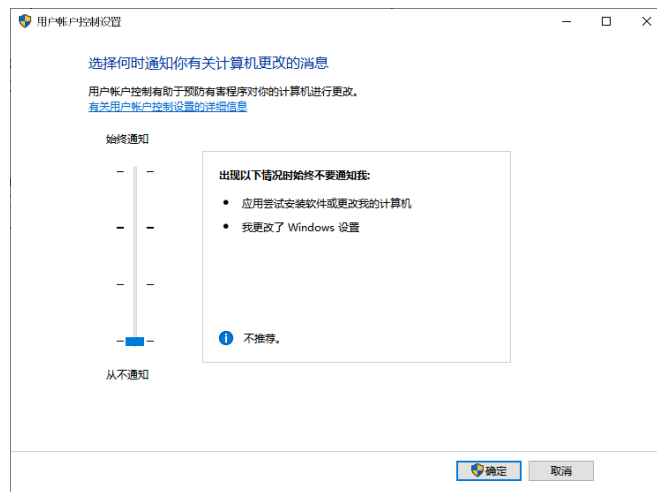 用户帐户控制设置
选择何时通知你有关计算机更改的消息
用户帐户控制有助于预防有害程序对你的计算机进行更改。
有关用户帐户控制设置的详细信息
始终通知
出现以下情况时始终不要通知我:
• 应用尝试安装软件或更改我的计算机
• 我更改了 Windows 设置
不推荐。
从不通知
确定
取消